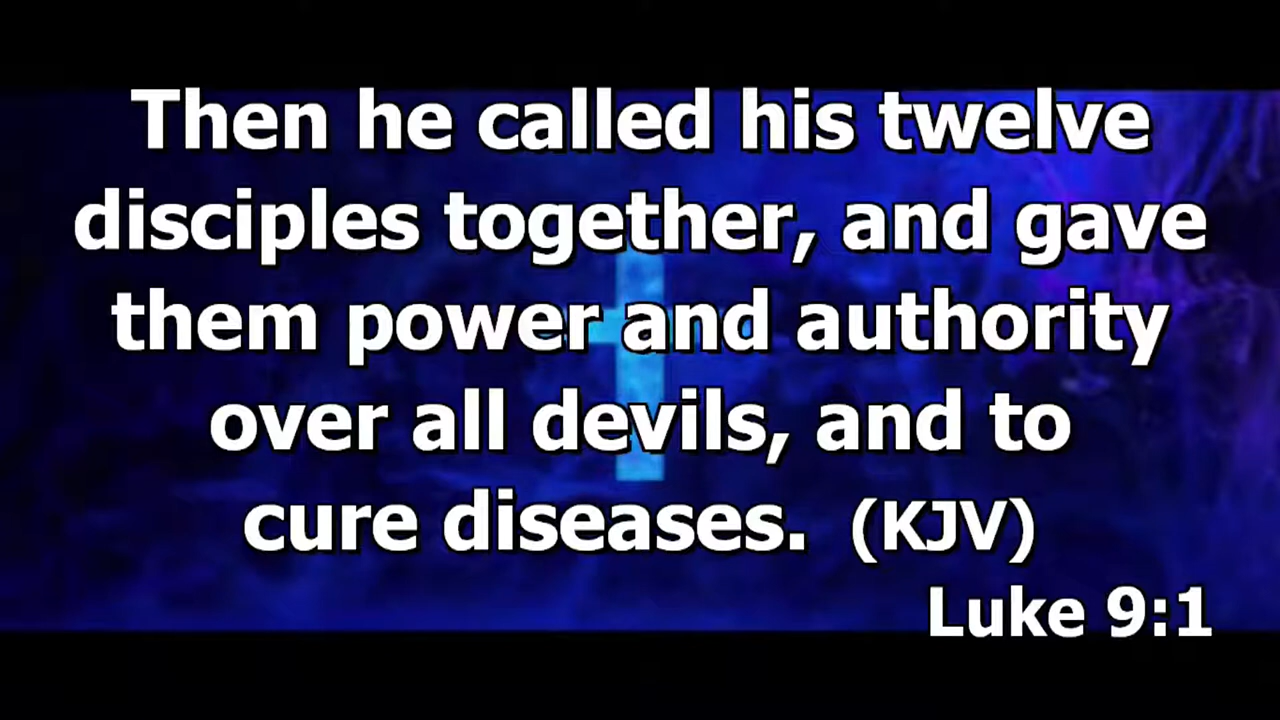 Then he called his twelve
disciples together, and gave
them power and authority
over all devils, and to
cure diseases. (KJV)
Luke 9:1